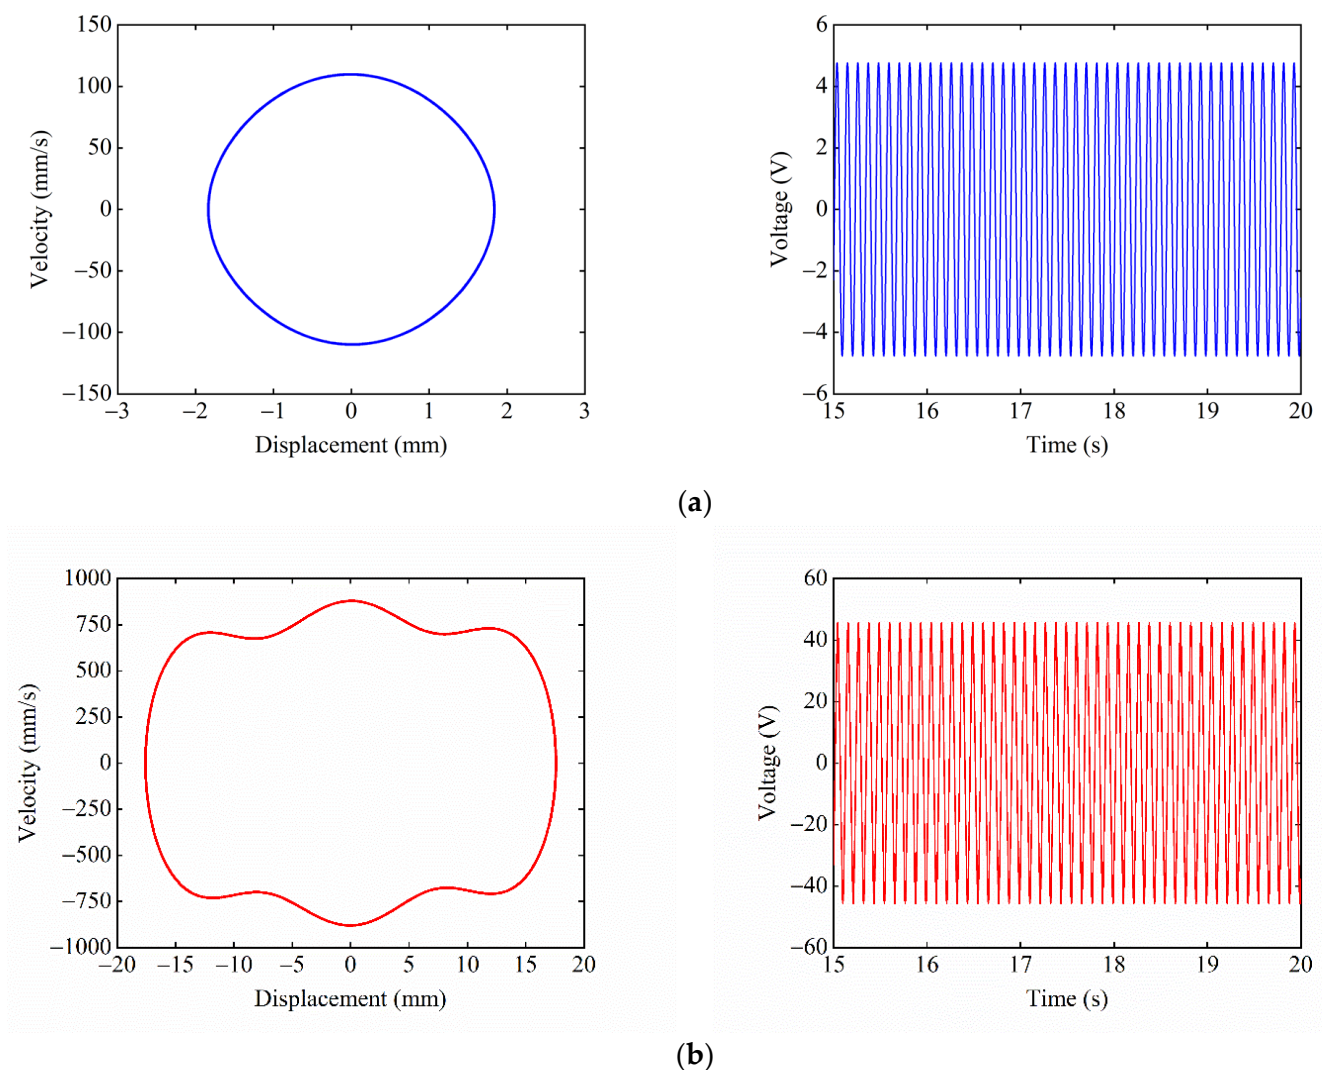 150
100
50
0
−50
−100
−150
−3 −2 −1 0 1 2 3
Velocity (mm/s)
Displacement (mm)
6
4
2
0
−2
−4
−6
15 16 17 18 19 20
Voltage (V)
Time (s)
(a)
1000
750
500
250
0
−250
−500
−750
−1000
−20 −15 −10 −5 0 5 10 15 20
Velocity (mm/s)
Displacement (mm)
60
40
20
0
−20
−40
−60
15 16 17 18 19 20
Voltage (V)
Time (s)
(b)